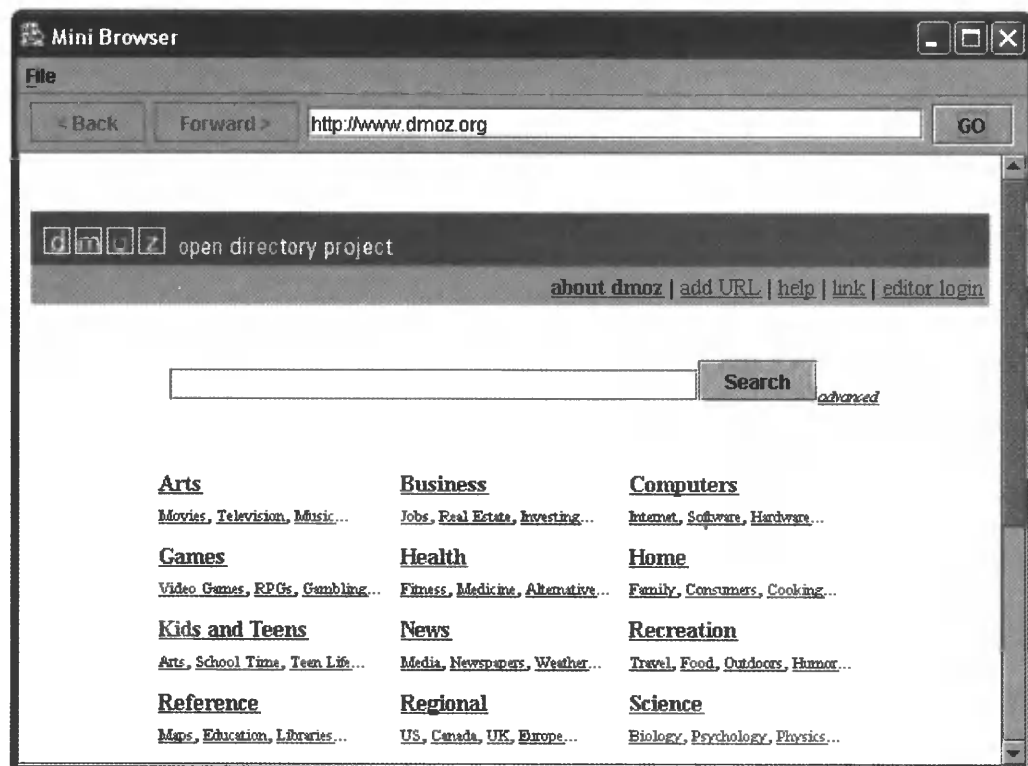 Mini Browser
File
< Back Forward > http://www.dmoz.org GO
dmoz open directory project
about dmoz | add URL | help | link | editor login
Search advanced
Arts Business Computers
Movies, Television, Music... Jobs, Real Estate, Investing... Internet, Software, Hardware...
Games Health Home
Video Games, RPGs, Gambling... Fitness, Medicine, Alternative... Family, Consumers, Cooking...
Kids and Teens News Recreation
Arts, School Time, Teen Life... Media, Newspapers, Weather... Travel, Food, Outdoors, Humor...
Reference Regional Science
Maps, Education, Libraries... US, Canada, UK, Europe... Biology, Psychology, Physics...